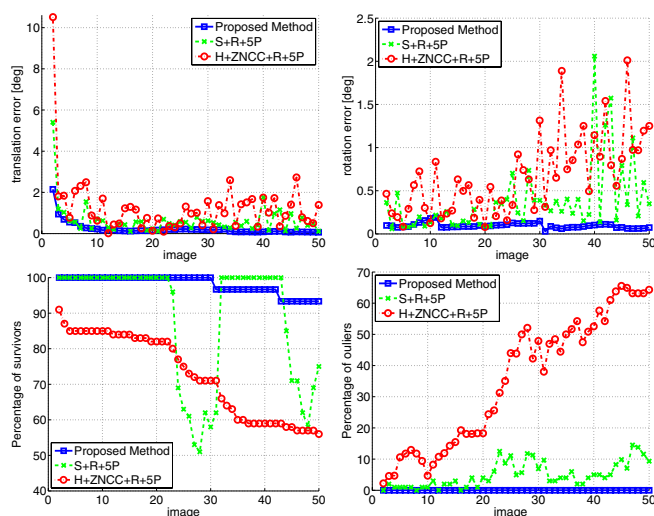 10
8
6
4
2
0
0 10 20 30 40 50
image
translation error [deg]
Proposed Method
S+R+5P
H+ZNCC+R+5P
2.5
2
1.5
1
0.5
0
0 10 20 30 40 50
image
rotation error [deg]
Proposed Method
S+R+5P
H+ZNCC+R+5P
100
90
80
70
60
50
40
0 10 20 30 40 50
image
Percentage of survivors
Proposed Method
S+R+5P
H+ZNCC+R+5P
80
60
40
20
0
0 10 20 30 40 50
image
Percentage of ouliers
Proposed Method
S+R+5P
H+ZNCC+R+5P